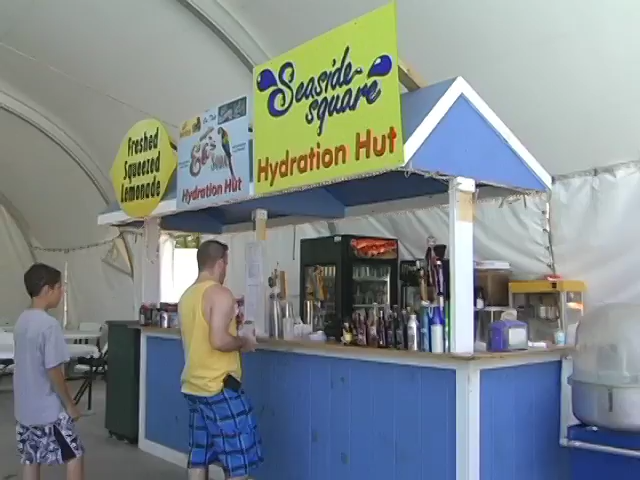 Freshed
Squeezed
Lemonade
Hydration Hut
Seaside
square
Hydration Hut